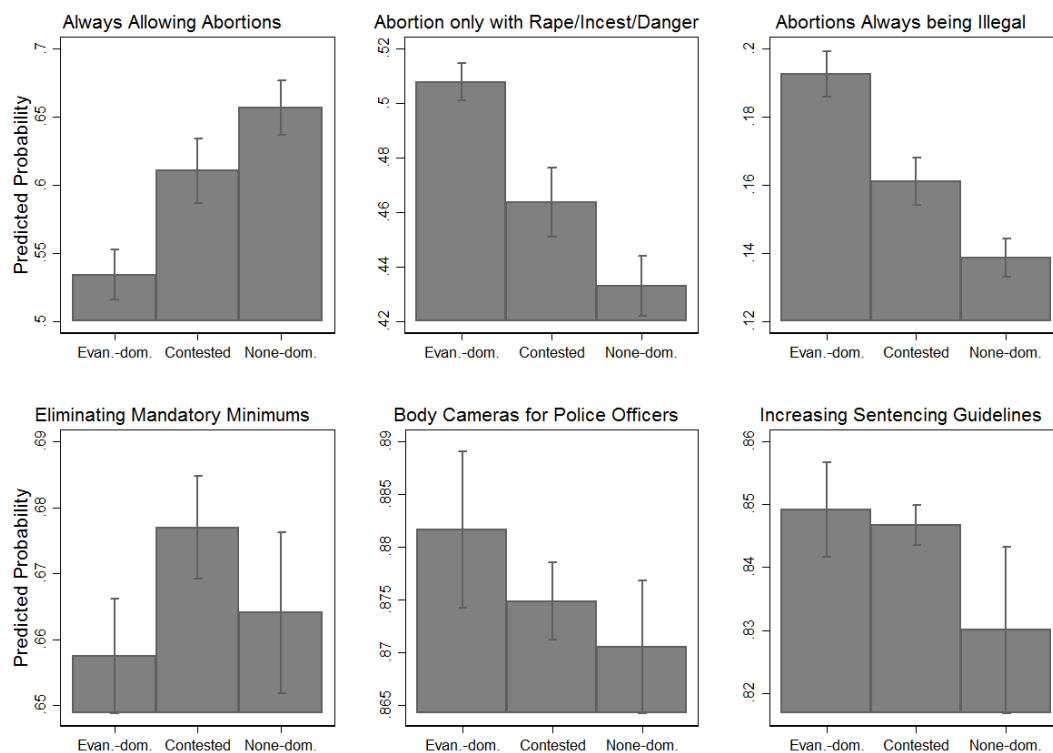 Always Allowing Abortions
Abortion only with Rape/Incest/Danger
Abortions Always being Illegal
Predicted Probability
.7
.65
.6
.55
.5
Evan.-dom. Contested None-dom.
.52
.5
.48
.46
.44
.42
Evan.-dom. Contested None-dom.
.2
.18
.16
.14
.12
Evan.-dom. Contested None-dom.
Eliminating Mandatory Minimums
Body Cameras for Police Officers
Increasing Sentencing Guidelines
Predicted Probability
.69
.68
.67
.66
.65
Evan.-dom. Contested None-dom.
.89
.885
.88
.875
.87
.865
Evan.-dom. Contested None-dom.
.86
.85
.84
.83
.82
Evan.-dom. Contested None-dom.